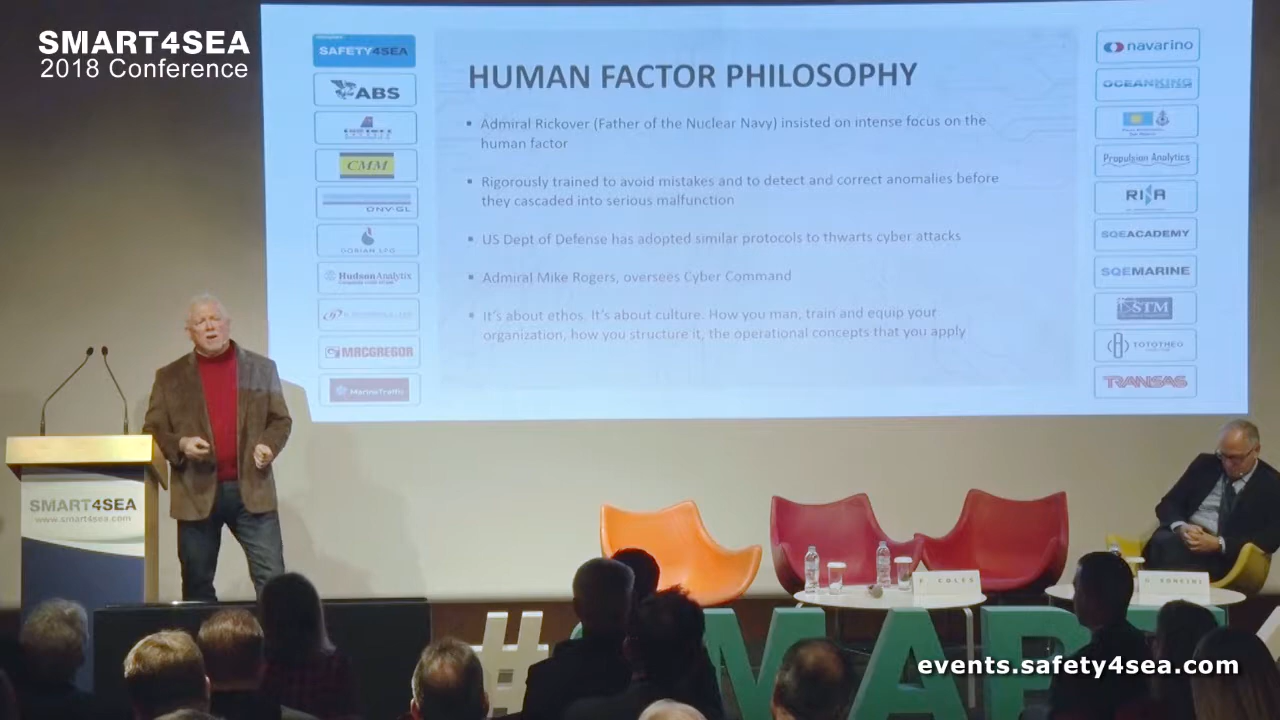 SMART4SEA
2018 Conference
SAFETY4SEA
ABS
CMM
DNV·GL
DORIAN LPG
HudsonAnalytix
MACGREGOR
MarineTraffic
HUMAN FACTOR PHILOSOPHY
▪ Admiral Rickover (Father of the Nuclear Navy) insisted on intense focus on the
human factor
▪ Rigorously trained to avoid mistakes and to detect and correct anomalies before
they cascaded into serious malfunction
▪ US Dept of Defense has adopted similar protocols to thwarts cyber attacks
▪ Admiral Mike Rogers, oversees Cyber Command
▪ It's about ethos. It's about culture. How you man, train and equip your
organization, how you structure it, the operational concepts that you apply
navarino
OCEANKING
Propulsion Analytics
SQEACADEMY
SQEMARINE
STM
TOTOTHEO
TRANSAS
SMART4SEA
www.smart4sea.com
F. COLES
#SMART
events.safety4sea.com